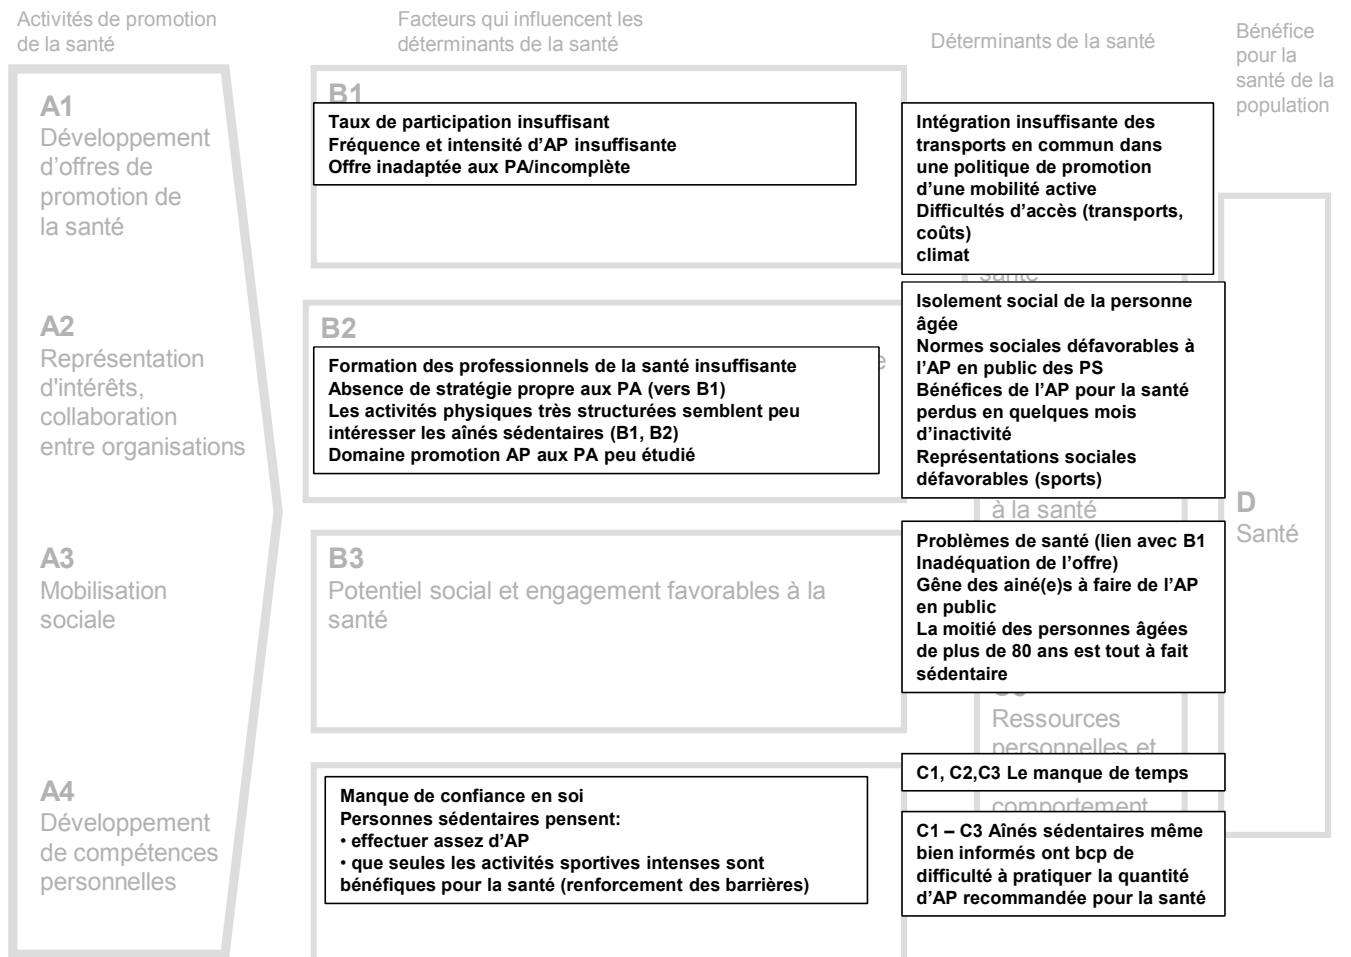 Activités de promotion
de la santé
Facteurs qui influencent les
déterminants de la santé
Déterminants de la santé
Bénéfice
pour la
santé de la
population
A1
Développement
d'offres de
promotion de
la santé
B1
Taux de participation insuffisant
Fréquence et intensité d'AP insuffisante
Offre inadaptée aux PA/incomplète
Intégration insuffisante des
transports en commun dans
une politique de promotion
d'une mobilité active
Difficultés d'accès (transports,
coûts)
climat
santé
A2
Représentation
d'intérêts,
collaboration
entre organisations
B2
Formation des professionnels de la santé insuffisante
Absence de stratégie propre aux PA (vers B1)
Les activités physiques très structurées semblent peu
intéresser les aînés sédentaires (B1, B2)
Domaine promotion AP aux PA peu étudié
Isolement social de la personne
âgée
Normes sociales défavorables à
l'AP en public des PS
Bénéfices de l'AP pour la santé
perdus en quelques mois
d'inactivité
Représentations sociales
défavorables (sports)
à la santé
D
Santé
A3
Mobilisation
sociale
B3
Potentiel social et engagement favorables à la
santé
Problèmes de santé (lien avec B1
Inadéquation de l'offre)
Gêne des ainé(e)s à faire de l'AP
en public
La moitié des personnes âgées
de plus de 80 ans est tout à fait
sédentaire
Ressources
personnelles et
C1, C2,C3 Le manque de temps
comportement
A4
Développement
de compétences
personnelles
Manque de confiance en soi
Personnes sédentaires pensent:
• effectuer assez d'AP
• que seules les activités sportives intenses sont
bénéfiques pour la santé (renforcement des barrières)
C1 – C3 Aînés sédentaires même
bien informés ont bcp de
difficulté à pratiquer la quantité
d'AP recommandée pour la santé